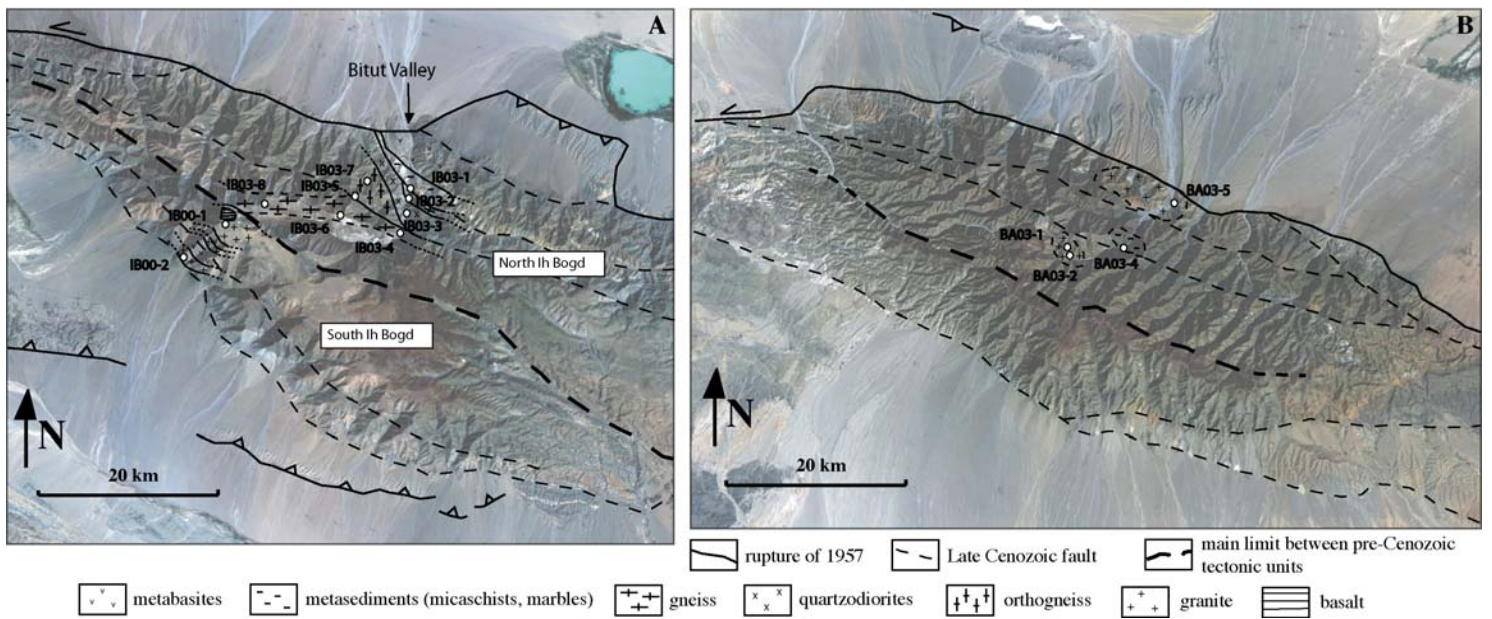 A
Bitut Valley
IB03-7
IB03-1
IB03-8
IB03-5
IB03-2
IB00-1
IB03-3
IB03-6
IB03-4
IB00-2
North Ih Bogd
South Ih Bogd
N
20 km
B
BA03-5
BA03-1
BA03-4
BA03-2
N
20 km
rupture of 1957
Late Cenozoic fault
main limit between pre-Cenozoic
tectonic units
metabasites
metasediments (micaschists, marbles)
gneiss
quartzodiorites
orthogneiss
granite
basalt